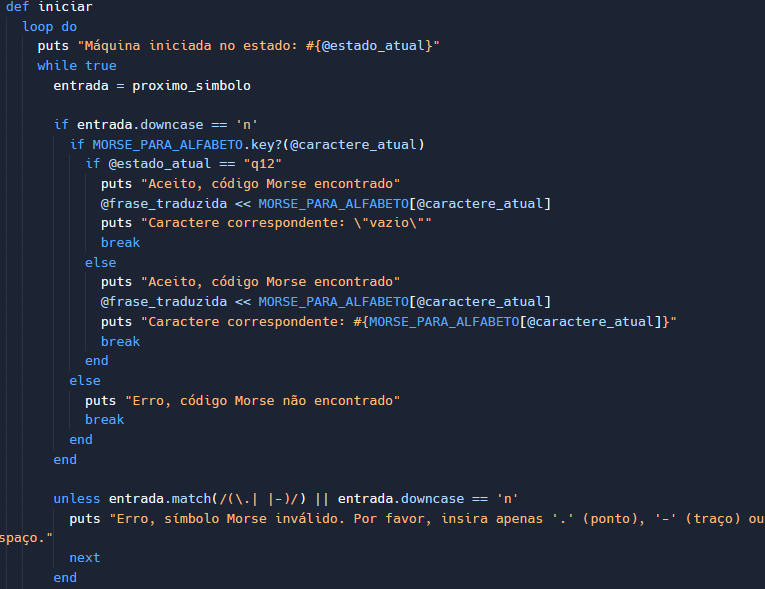 def iniciar
loop do
puts "Máquina iniciada no estado: #{@estado_atual}"
while true
entrada = proximo_simbolo
if entrada.downcase == 'n'
if MORSE_PARA_ALFABETO.key?(@caractere_atual)
if @estado_atual == "q12"
puts "Aceito, código Morse encontrado"
@frase_traduzida << MORSE_PARA_ALFABETO[@caractere_atual]
puts "Caractere correspondente: \"vazio\""
break
else
puts "Aceito, código Morse encontrado"
@frase_traduzida << MORSE_PARA_ALFABETO[@caractere_atual]
puts "Caractere correspondente: #{MORSE_PARA_ALFABETO[@caractere_atual]}"
break
end
else
puts "Erro, código Morse não encontrado"
break
end
end
unless entrada.match(/(\.| |-)/) || entrada.downcase == 'n'
puts "Erro, símbolo Morse inválido. Por favor, insira apenas '.' (ponto), '-' (traço) ou
spaço."
next
end